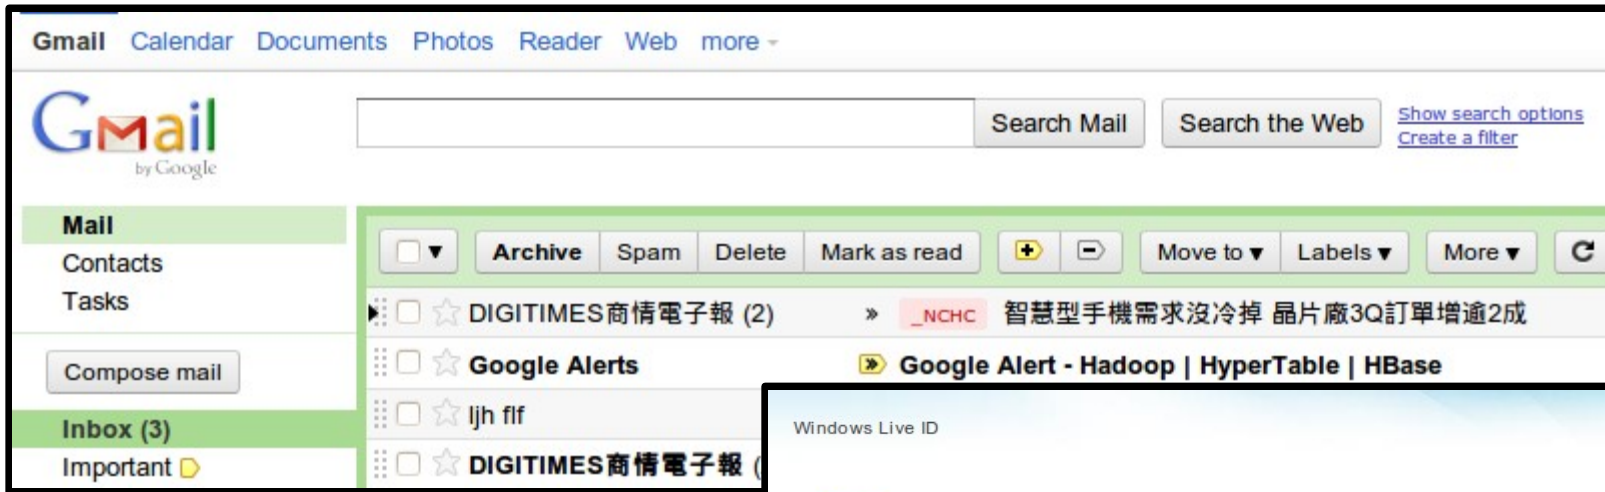 Gmail Calendar Documents Photos Reader Web more
Gmail
by Google
Search Mail Search the Web Show search options
Create a filter
Mail
Contacts
Tasks
Compose mail
Inbox (3)
Important
Archive Spam Delete Mark as read Move to Labels More
DIGITIMES商情電子報 (2) » _NCHC 智慧型手機需求沒冷掉 晶片廠3Q訂單增逾2成
Google Alerts » Google Alert - Hadoop | HyperTable | HBase
ljh flf
DIGITIMES商情電子報 (
Windows Live ID